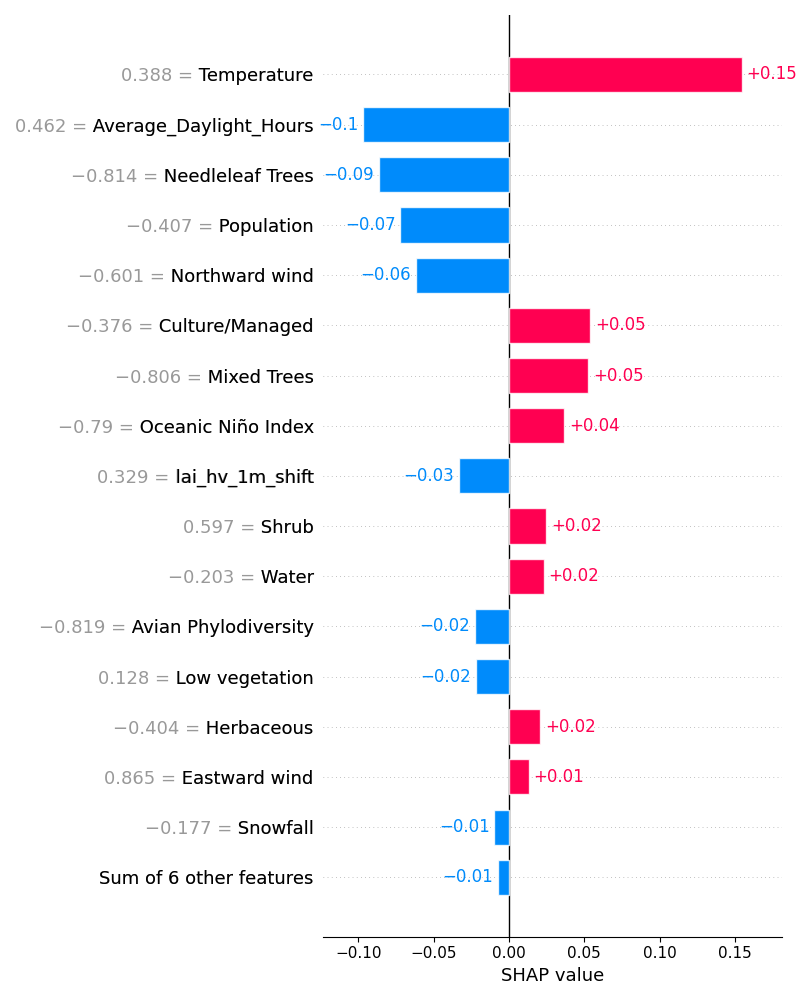 0.388 = Temperature +0.15
0.462 = Average_Daylight_Hours −0.1
−0.814 = Needleleaf Trees −0.09
−0.407 = Population −0.07
−0.601 = Northward wind −0.06
−0.376 = Culture/Managed +0.05
−0.806 = Mixed Trees +0.05
−0.79 = Oceanic Niño Index +0.04
0.329 = lai_hv_1m_shift −0.03
0.597 = Shrub +0.02
−0.203 = Water +0.02
−0.819 = Avian Phylodiversity −0.02
0.128 = Low vegetation −0.02
−0.404 = Herbaceous +0.02
0.865 = Eastward wind +0.01
−0.177 = Snowfall −0.01
Sum of 6 other features −0.01
−0.10 −0.05 0.00 0.05 0.10 0.15
SHAP value